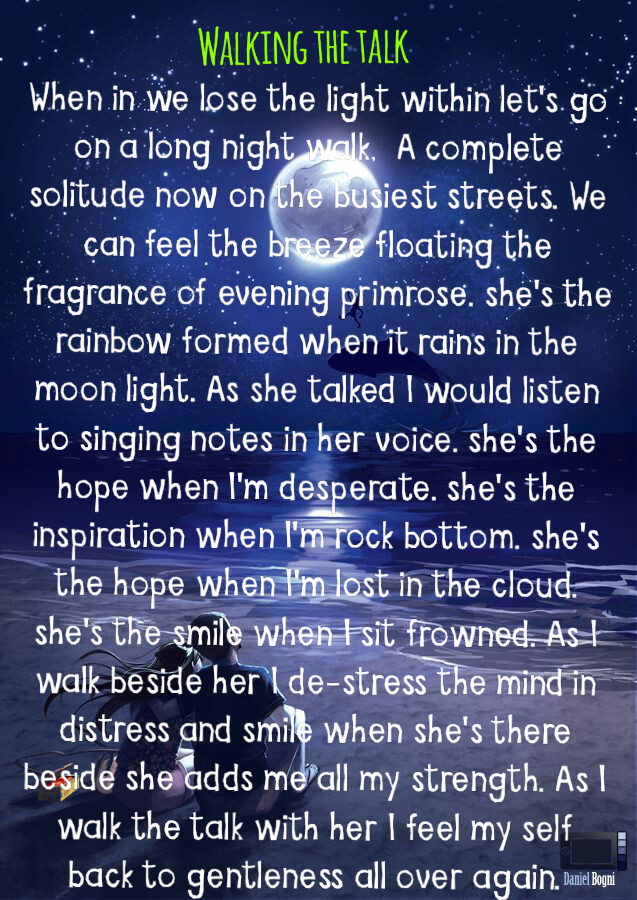 WALKING THE TALK
When in we lose the light within let's go
on a long night walk. A complete
solitude now on the busiest streets. We
can feel the breeze floating the
fragrance of evening primrose. she's the
rainbow formed when it rains in the
moon light. As she talked I would listen
to singing notes in her voice. she's the
hope when I'm desperate. she's the
inspiration when I'm rock bottom. she's
the hope when I'm lost in the cloud.
she's the smile when I sit frowned. As I
walk beside her I de-stress the mind in
distress and smile when she's there
beside she adds me all my strength. As I
walk the talk with her I feel my self
back to gentleness all over again.
Daniel Bogni